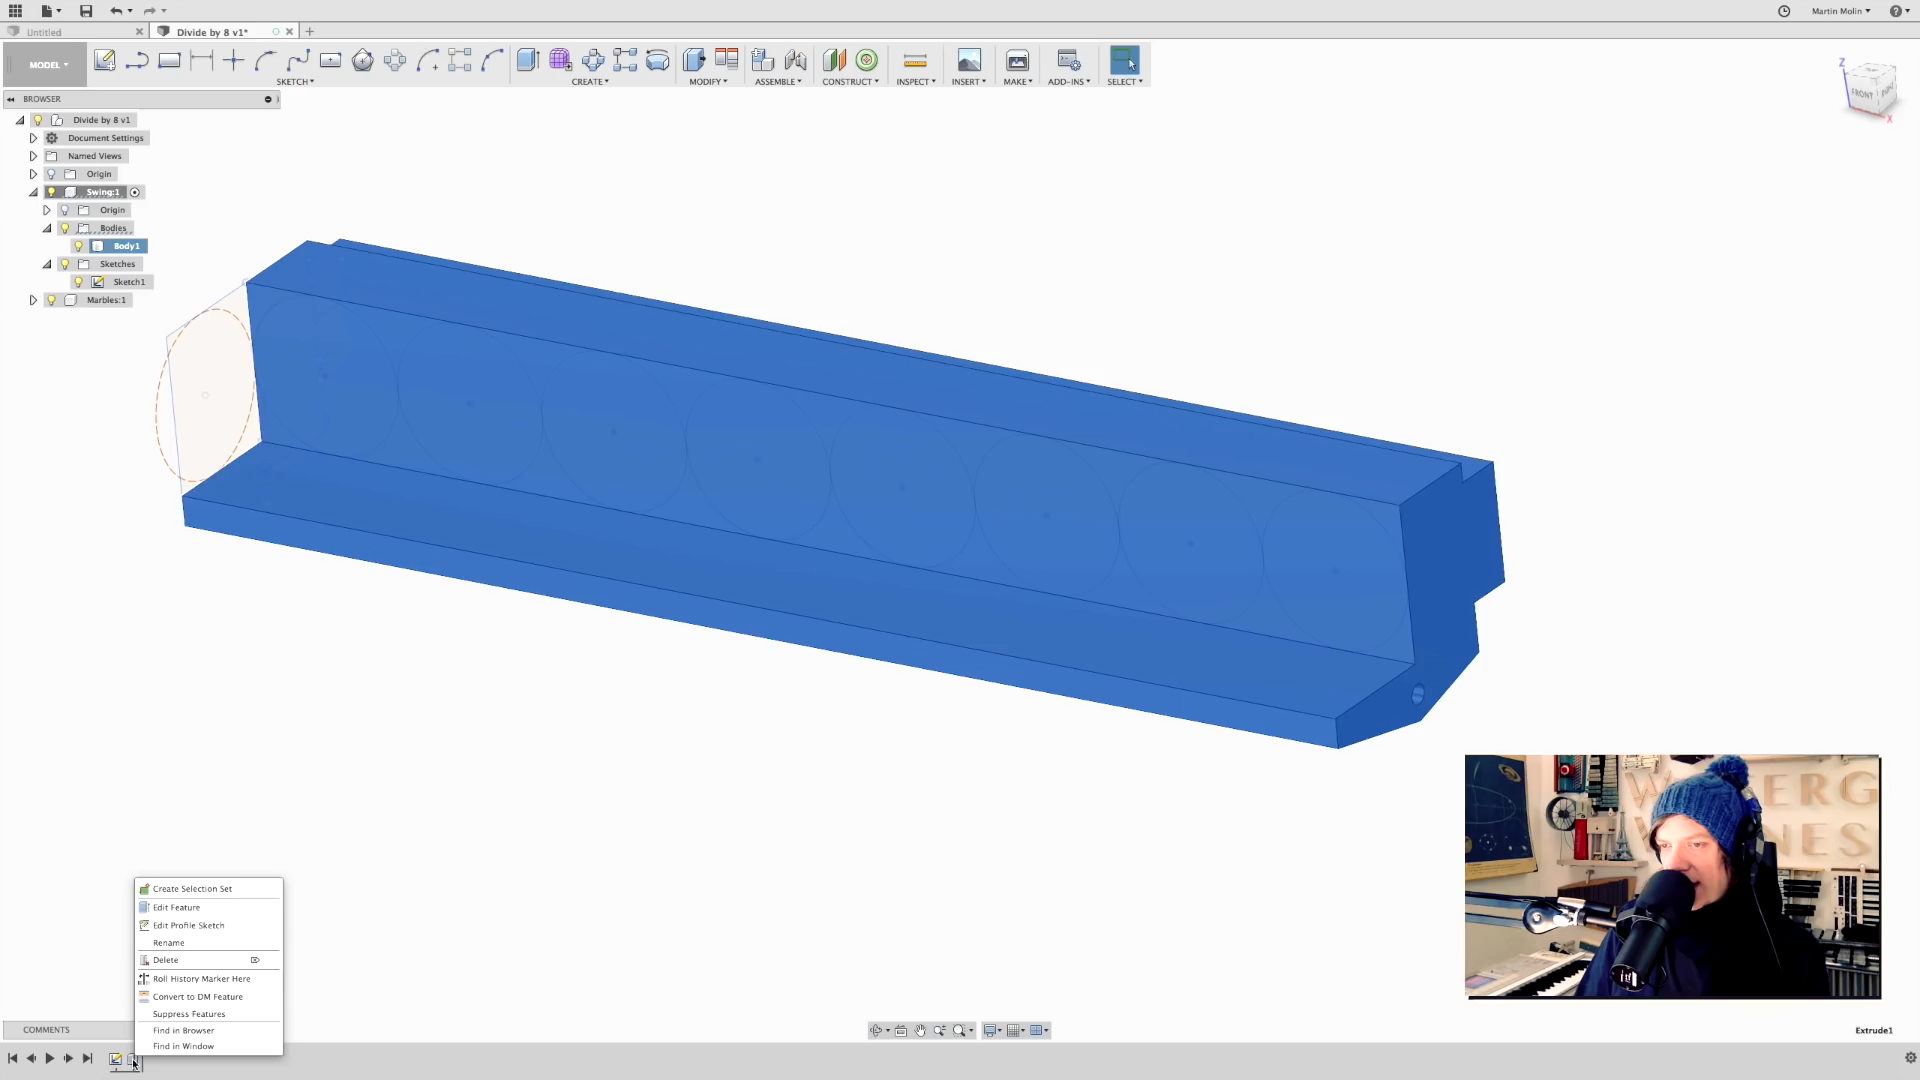 Martin Molin
Untitled
Divide by 8 v1*
MODEL
SKETCH
CREATE
MODIFY
ASSEMBLE
CONSTRUCT
INSPECT
INSERT
MAKE
ADD-INS
SELECT
BROWSER
Divide by 8 v1
Document Settings
Named Views
Origin
Swing:1
Origin
Bodies
Body1
Sketches
Sketch1
Marbles:1
Z
FRONT
RIGHT
X
Create Selection Set
Edit Feature
Edit Profile Sketch
Rename
Delete
Roll History Marker Here
Convert to DM Feature
Suppress Features
Find in Browser
Find in Window
COMMENTS
Extrude1